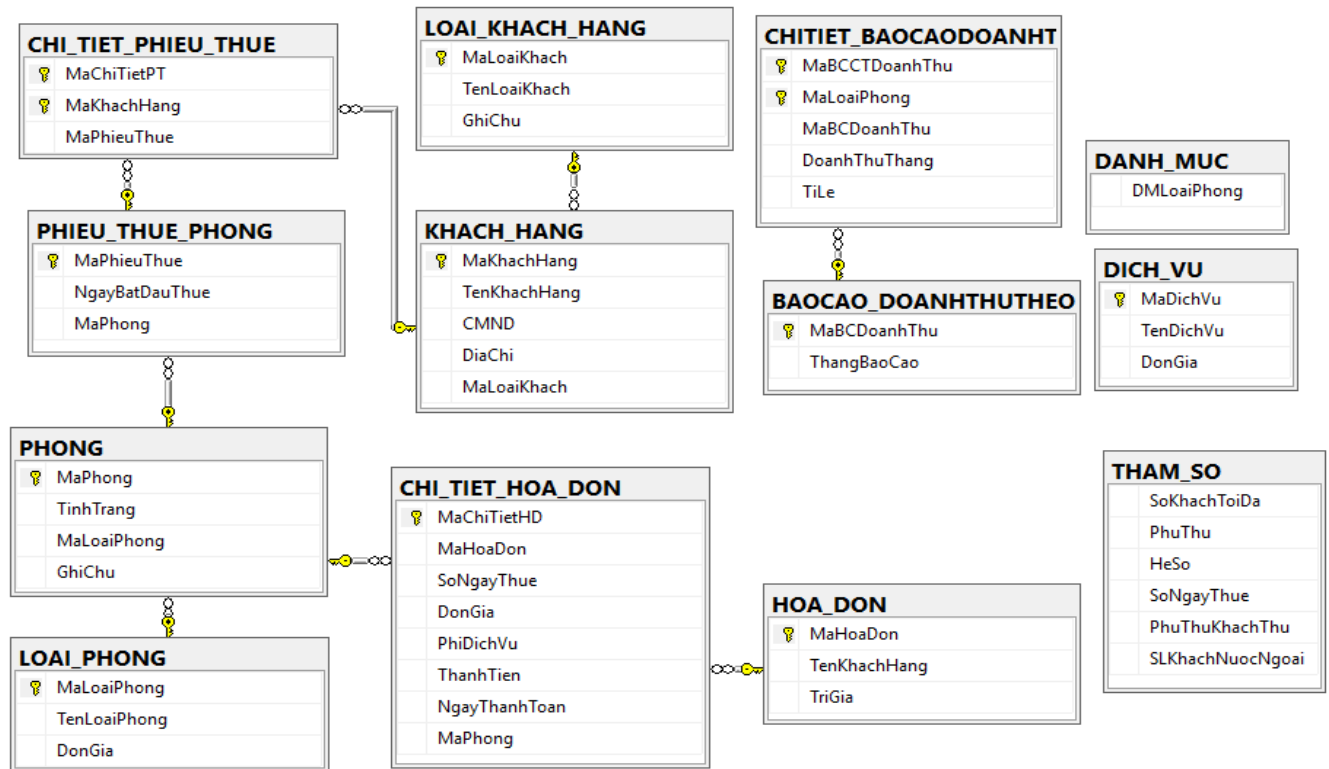 CHI_TIET_PHIEU_THUE
MaChiTietPT
MaKhachHang
MaPhieuThue
LOAI_KHACH_HANG
MaLoaiKhach
TenLoaiKhach
GhiChu
CHITIET_BAOCAODOANHT
MaBCCTDoanhThu
MaLoaiPhong
MaBCDoanhThu
DoanhThuThang
TiLe
DANH_MUC
DMLoaiPhong
PHIEU_THUE_PHONG
MaPhieuThue
NgayBatDauThue
MaPhong
KHACH_HANG
MaKhachHang
TenKhachHang
CMND
DiaChi
MaLoaiKhach
BAOCAO_DOANHTHUTHEO
MaBCDoanhThu
ThangBaoCao
DICH_VU
MaDichVu
TenDichVu
DonGia
PHONG
MaPhong
TinhTrang
MaLoaiPhong
GhiChu
CHI_TIET_HOA_DON
MaChiTietHD
MaHoaDon
SoNgayThue
DonGia
PhiDichVu
ThanhTien
NgayThanhToan
MaPhong
HOA_DON
MaHoaDon
TenKhachHang
TriGia
THAM_SO
SoKhachToiDa
PhuThu
HeSo
SoNgayThue
PhuThuKhachThu
SLKhachNuocNgoai
LOAI_PHONG
MaLoaiPhong
TenLoaiPhong
DonGia